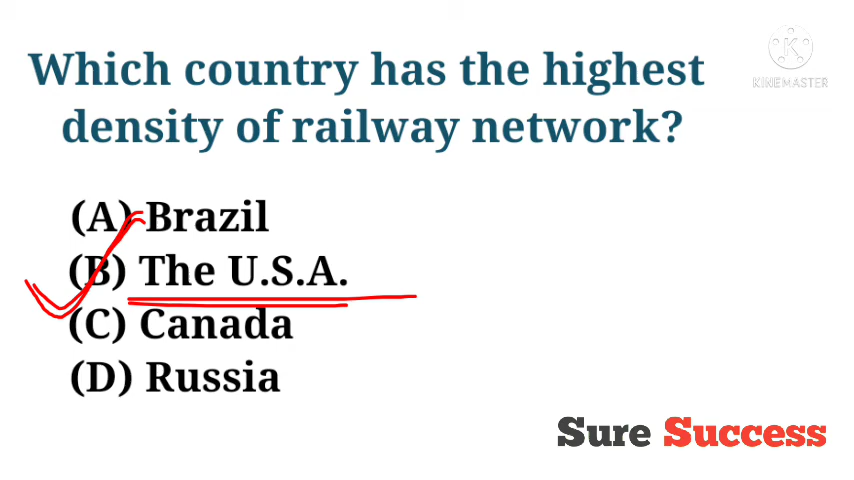 Which country has the highest
density of railway network?
K
KINEMASTER
(A) Brazil
(B) The U.S.A.
(C) Canada
(D) Russia
Sure Success